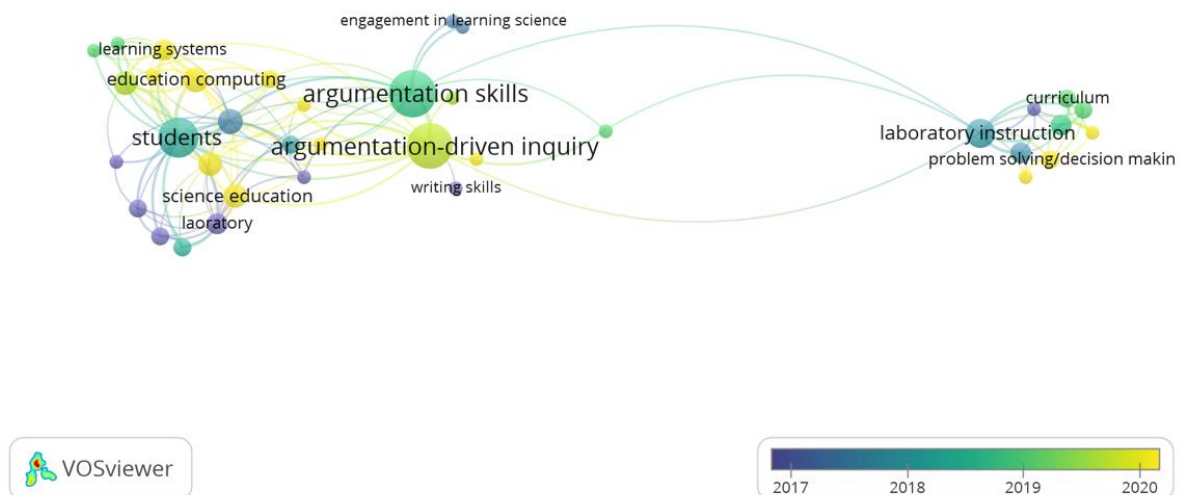 engagement in learning science
learning systems
education computing
argumentation skills
curriculum
students
laboratory instruction
argumentation-driven inquiry
problem solving/decision makin
writing skills
science education
laoratory
VOSviewer
2017 2018 2019 2020